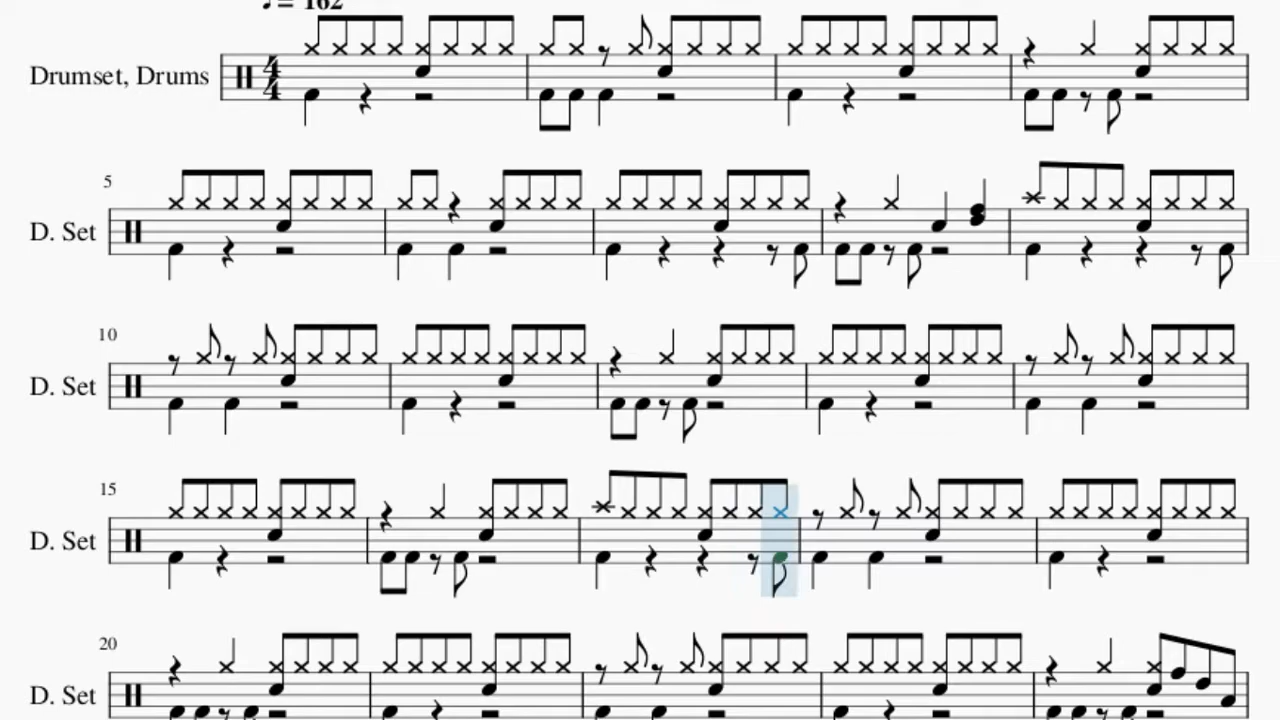 ♩ = 162
Drumset, Drums
4
4
5
D. Set
10
D. Set
15
D. Set
20
D. Set